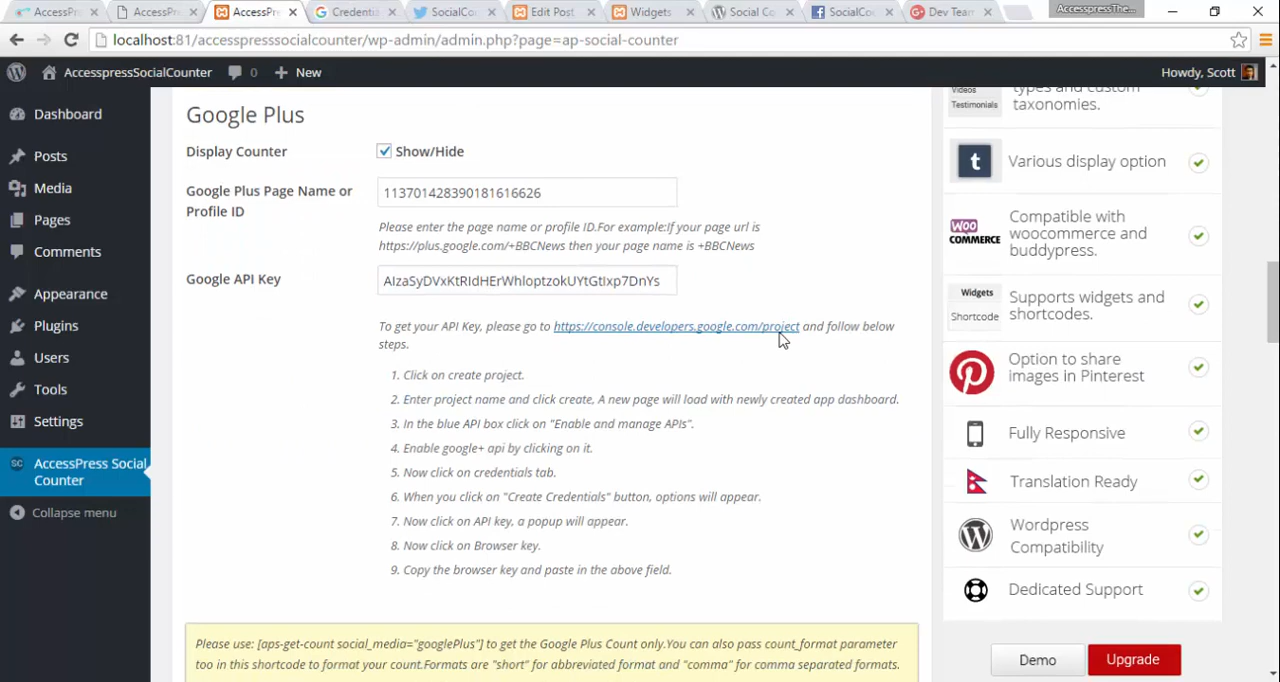 AccessPr
AccessPr
AccessPr
Credentia
SocialCo
Edit Post
Widgets
Social Co
SocialCo
Dev Team
AccesspressThe...
localhost:81/accesspresssocialcounter/wp-admin/admin.php?page=ap-social-counter
AccesspressSocialCounter 0 + New
Howdy, Scott
Dashboard
Posts
Media
Pages
Comments
Appearance
Plugins
Users
Tools
Settings
AccessPress Social
Counter
Collapse menu
Google Plus
Display Counter Show/Hide
Google Plus Page Name or
Profile ID
113701428390181616626
Please enter the page name or profile ID.For example:If your page url is
https://plus.google.com/+BBCNews then your page name is +BBCNews
Google API Key
AIzaSyDVxKtRIdHErWhloptzokUYtGtIxp7DnYs
To get your API Key, please go to https://console.developers.google.com/project and follow below
steps.
1. Click on create project.
2. Enter project name and click create, A new page will load with newly created app dashboard.
3. In the blue API box click on "Enable and manage APIs".
4. Enable google+ api by clicking on it.
5. Now click on credentials tab.
6. When you click on "Create Credentials" button, options will appear.
7. Now click on API key, a popup will appear.
8. Now click on Browser key.
9. Copy the browser key and paste in the above field.
Please use: [aps-get-count social_media="googlePlus"] to get the Google Plus Count only.You can also pass count_format parameter
too in this shortcode to format your count.Formats are "short" for abbreviated format and "comma" for comma separated formats.
Videos
Testimonials
types and custom
taxonomies.
t
Various display option
WOO
COMMERCE
Compatible with
woocommerce and
buddypress.
Widgets
Shortcode
Supports widgets and
shortcodes.
Option to share
images in Pinterest
Fully Responsive
Translation Ready
Wordpress
Compatibility
Dedicated Support
Demo
Upgrade